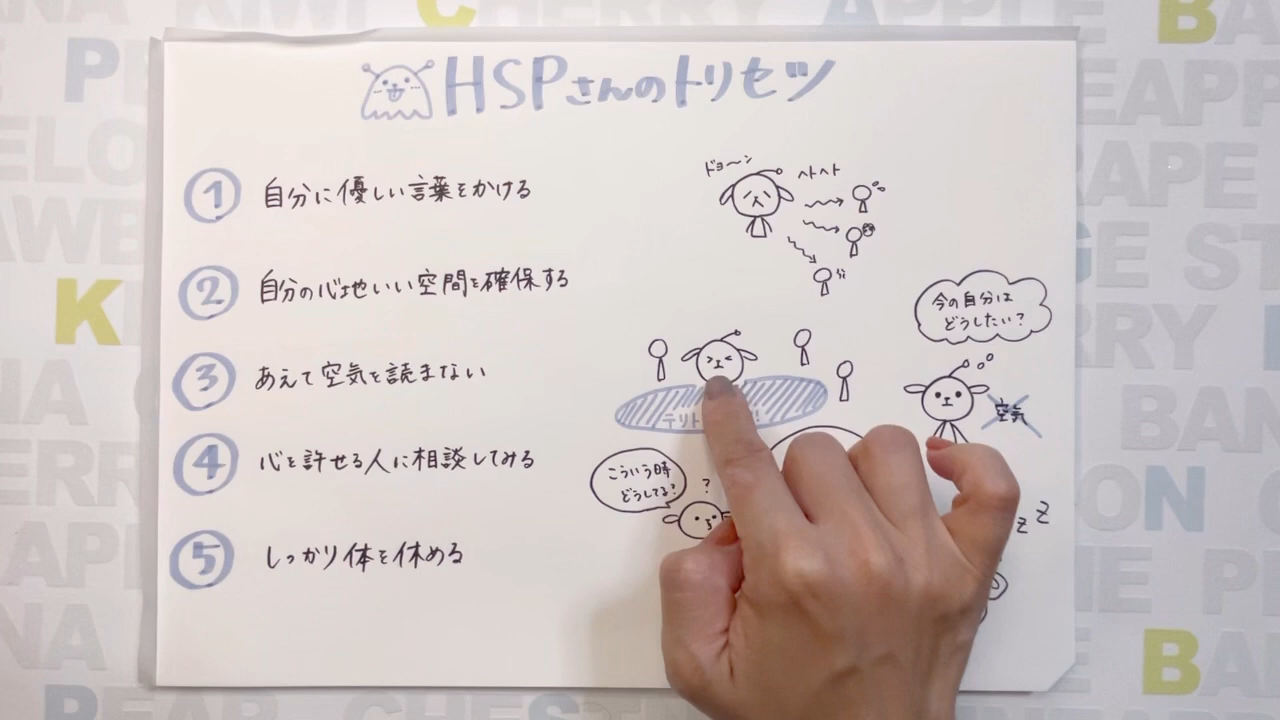 HSPさんのトリセツ
1 自分に優しい言葉をかける
2 自分の心地いい空間を確保する
3 あえて空気を読まない
4 心を許せる人に相談してみる
5 しっかり体を休める
ドョ〜ン
ヘトヘト
今の自分は
どうしたい?
空気
こういう時
どうしてる?
?
z Z
KIWI CHERRY APPLE BAN